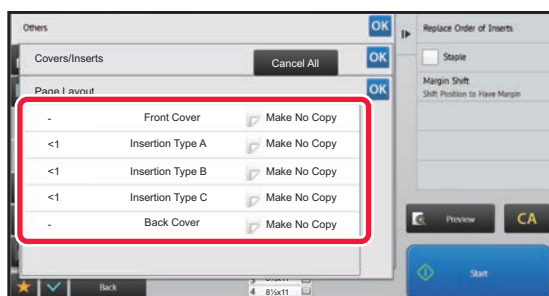 Others
OK
Covers/Inserts
Cancel All
OK
Page Layout
OK
- Front Cover Make No Copy
<1 Insertion Type A Make No Copy
<1 Insertion Type B Make No Copy
<1 Insertion Type C Make No Copy
- Back Cover Make No Copy
Back
4 8½x11
Replace Order of Inserts
Staple
Margin Shift
Shift Position to Have Margin
Preview
CA
Start